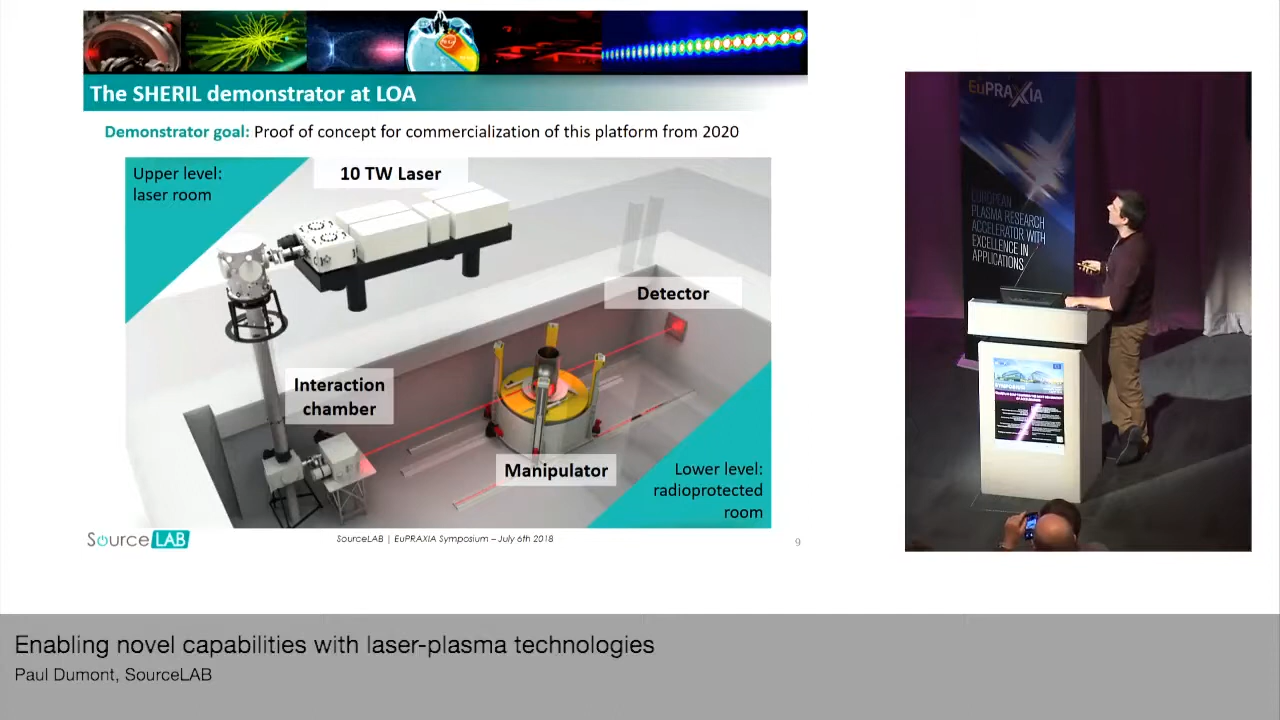 The SHERIL demonstrator at LOA
Demonstrator goal: Proof of concept for commercialization of this platform from 2020
Upper level:
laser room
10 TW Laser
Detector
Interaction
chamber
Manipulator
Lower level:
radioprotected
room
SourceLAB
SourceLAB | EuPRAXIA Symposium – July 6th 2018
9
EuPRAXIA
EUROPEAN
PLASMA RESEARCH
ACCELERATOR WITH
EXCELLENCE IN
APPLICATIONS
SYMPOSIUM
Enabling novel capabilities with laser-plasma technologies
Paul Dumont, SourceLAB